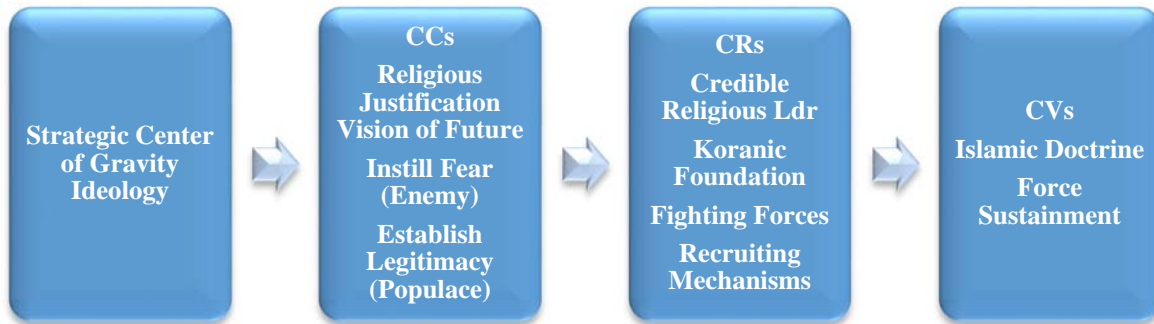 Strategic Center
of Gravity
Ideology
CCs
Religious
Justification
Vision of Future
Instill Fear
(Enemy)
Establish
Legitimacy
(Populace)
CRs
Credible
Religious Ldr
Koranic
Foundation
Fighting Forces
Recruiting
Mechanisms
CVs
Islamic Doctrine
Force
Sustainment